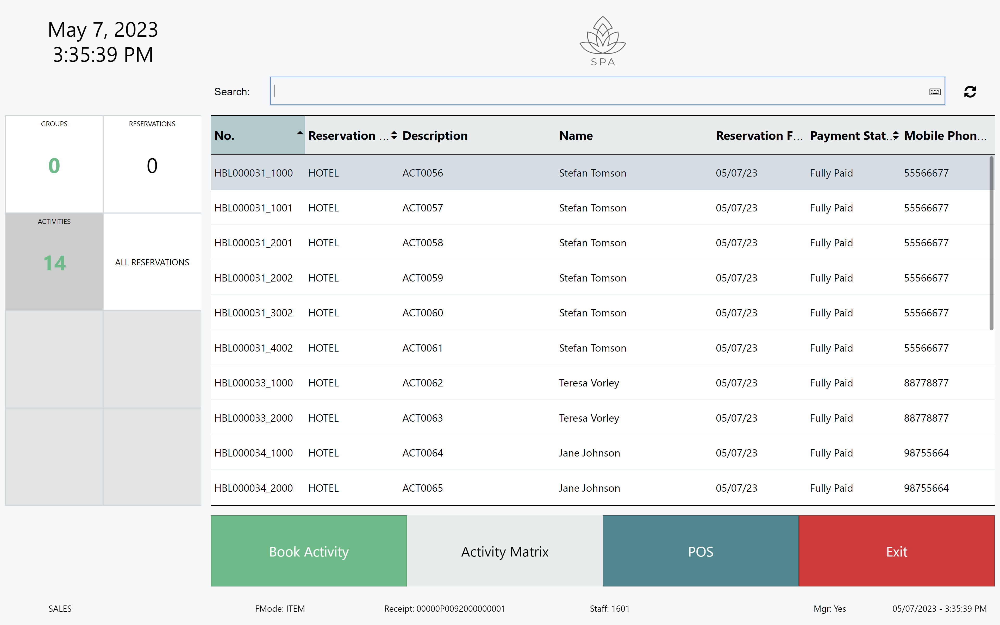 May 7, 2023
3:35:39 PM
SPA
Search:
GROUPS
0
RESERVATIONS
0
ACTIVITIES
14
ALL RESERVATIONS
No. Reservation ... Description Name Reservation F... Payment Stat... Mobile Phon...
HBL000031_1000 HOTEL ACT0056 Stefan Tomson 05/07/23 Fully Paid 55566677
HBL000031_1001 HOTEL ACT0057 Stefan Tomson 05/07/23 Fully Paid 55566677
HBL000031_2001 HOTEL ACT0058 Stefan Tomson 05/07/23 Fully Paid 55566677
HBL000031_2002 HOTEL ACT0059 Stefan Tomson 05/07/23 Fully Paid 55566677
HBL000031_3002 HOTEL ACT0060 Stefan Tomson 05/07/23 Fully Paid 55566677
HBL000031_4002 HOTEL ACT0061 Stefan Tomson 05/07/23 Fully Paid 55566677
HBL000033_1000 HOTEL ACT0062 Teresa Vorley 05/07/23 Fully Paid 88778877
HBL000033_2000 HOTEL ACT0063 Teresa Vorley 05/07/23 Fully Paid 88778877
HBL000034_1000 HOTEL ACT0064 Jane Johnson 05/07/23 Fully Paid 98755664
HBL000034_2000 HOTEL ACT0065 Jane Johnson 05/07/23 Fully Paid 98755664
Book Activity Activity Matrix POS Exit
SALES FMode: ITEM Receipt: 00000P0092000000001 Staff: 1601 Mgr: Yes 05/07/2023 - 3:35:39 PM